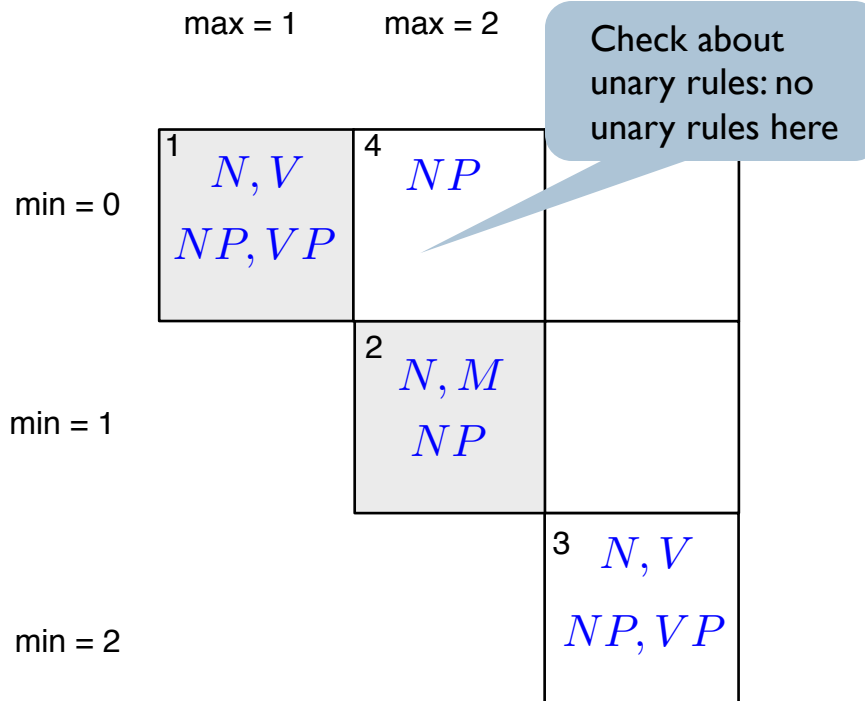 max = 1
max = 2
Check about
unary rules: no
unary rules here
min = 0
1
N, V
NP, VP
4
NP
min = 1
2
N, M
NP
min = 2
3
N, V
NP, VP